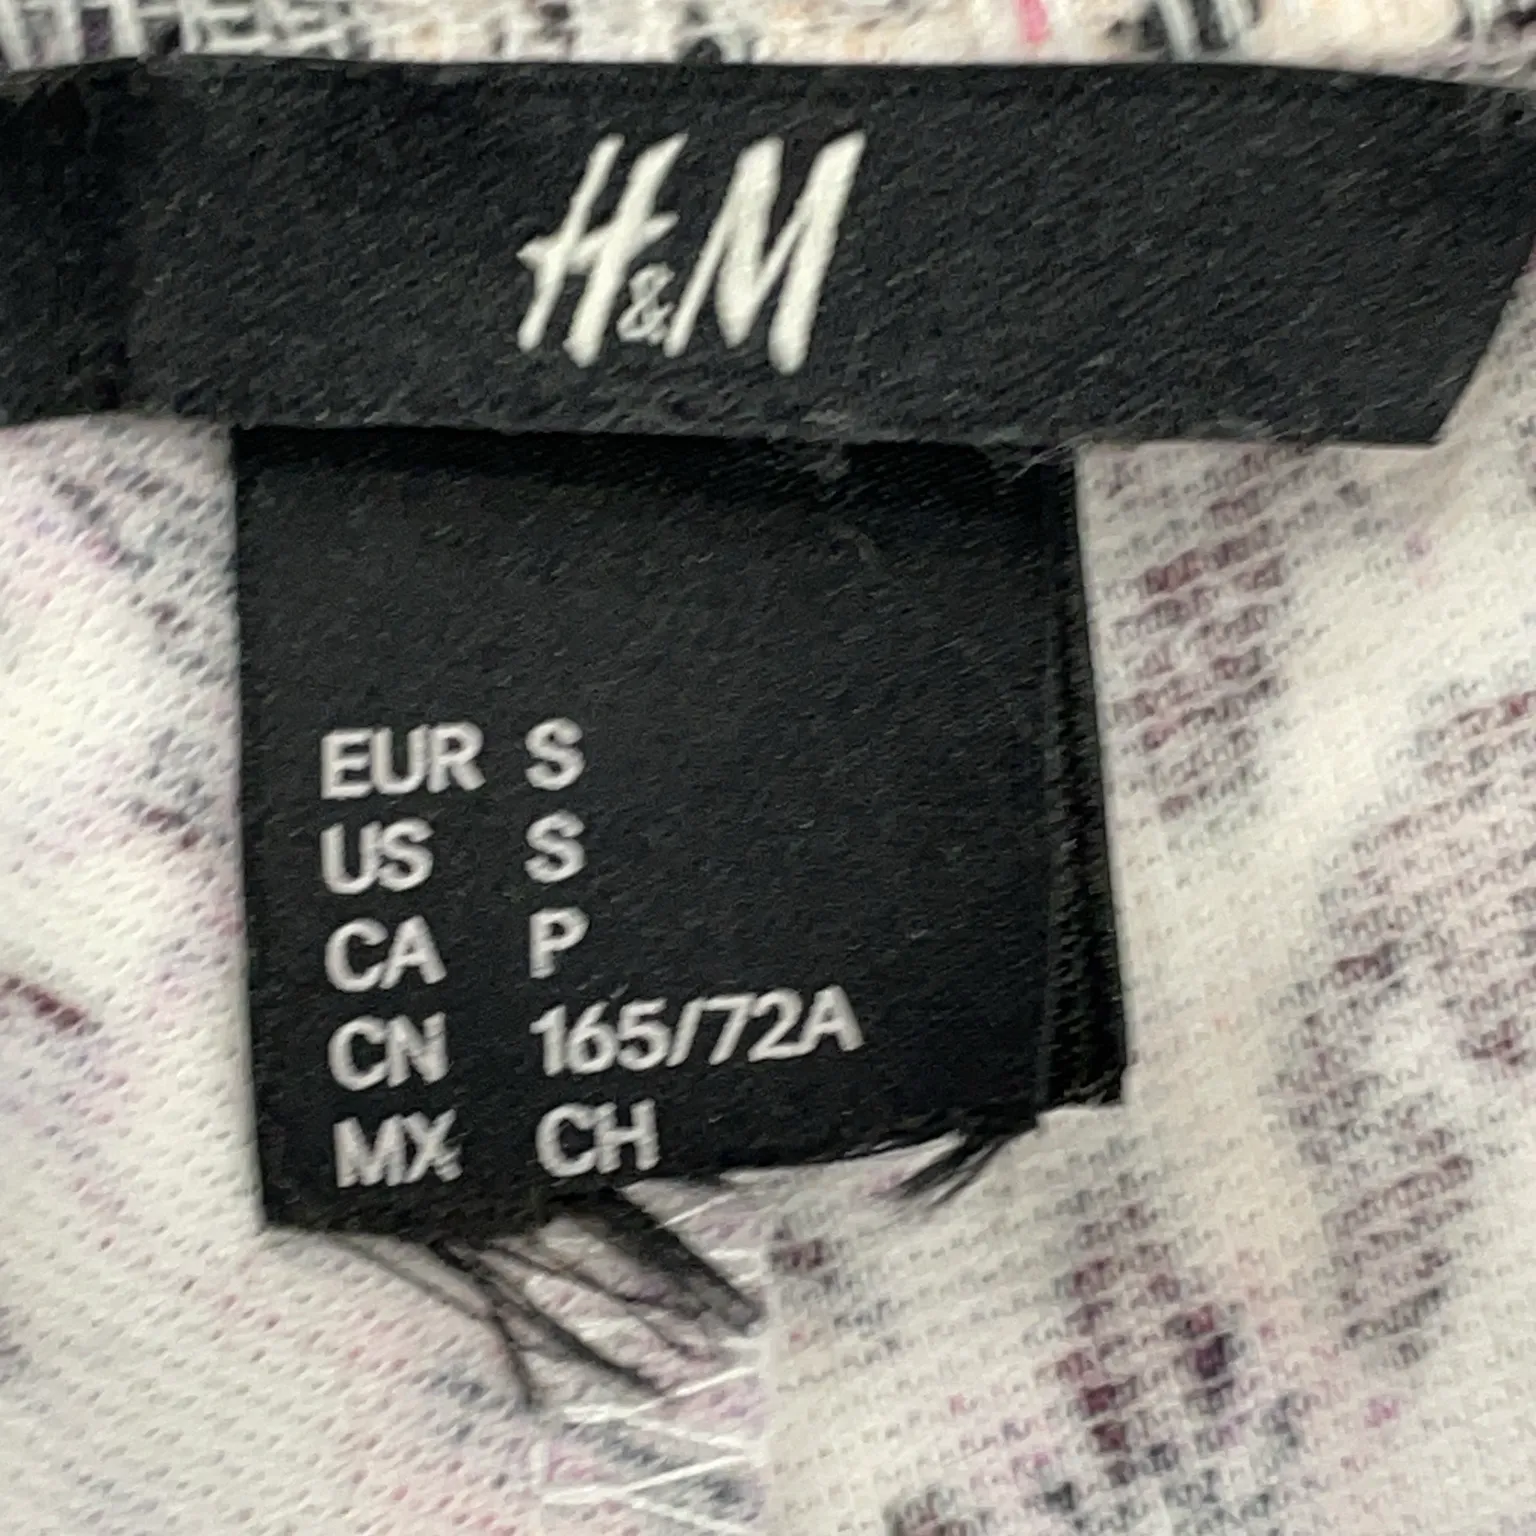 H&M
EUR S
US S
CA P
CN 165/72A
MX CH